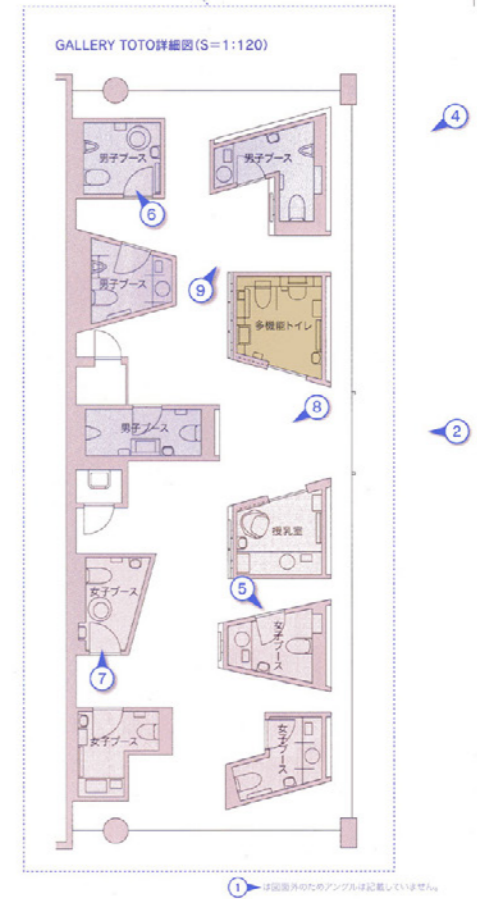 GALLERY TOTO詳細図(S=1:120)
4
男子ブース
男子ブース
6
男子ブース
9
多機能トイレ
8
男子ブース
2
授乳室
5
女子ブース
女子ブース
7
女子ブース
女子ブース
1 は図面外のためアングルは記載していません。